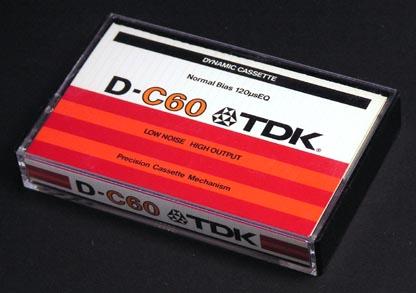 DYNAMIC CASSETTE
Normal Bias 120µsEQ
D-C60 TDK®
LOW NOISE HIGH OUTPUT
Precision Cassette Mechanism
D-C60 TDK